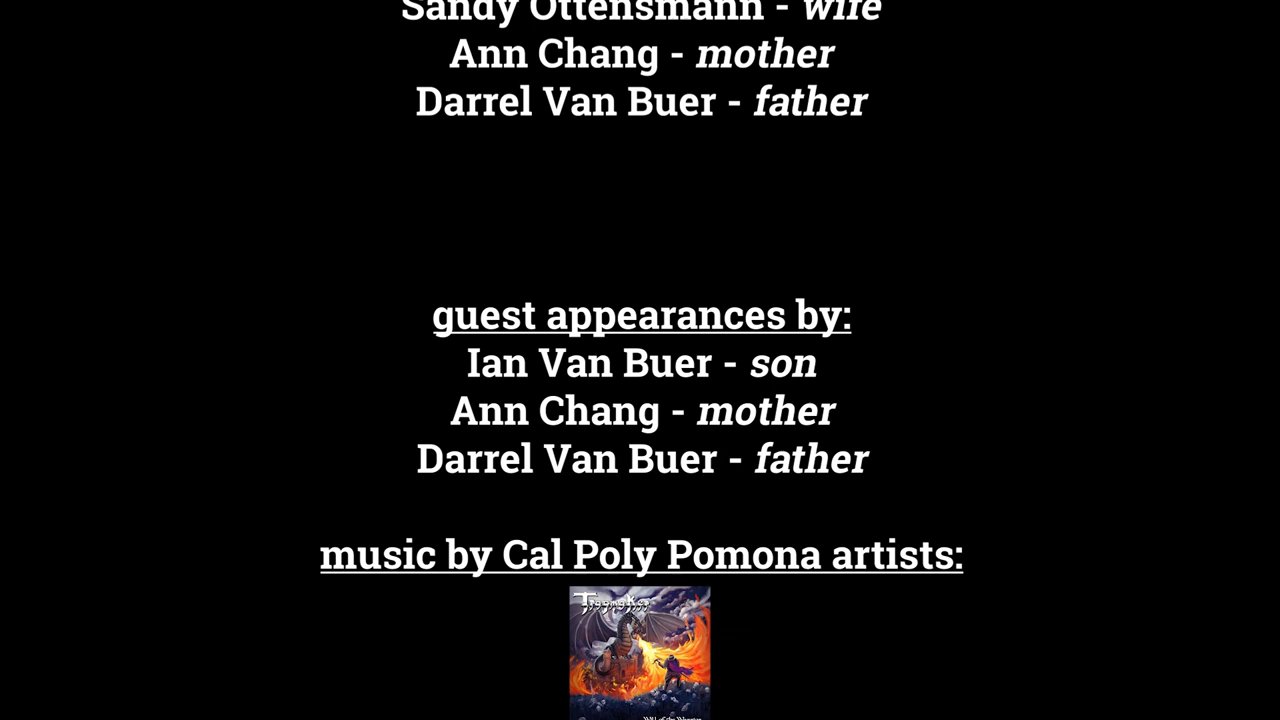 Sandy Ottensmann - wife
Ann Chang - mother
Darrel Van Buer - father
guest appearances by:
Ian Van Buer - son
Ann Chang - mother
Darrel Van Buer - father
music by Cal Poly Pomona artists: